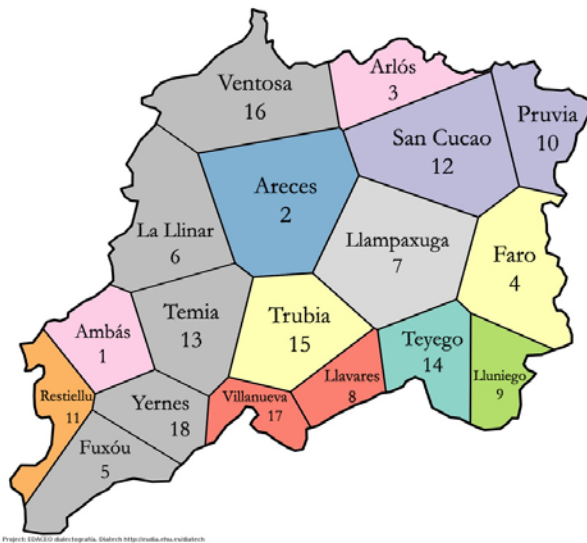 Ventosa
16
Arlós
3
San Cucao
12
Pruvia
10
Areces
2
La Llinar
6
Llampaxuga
7
Faro
4
Ambás
1
Temia
13
Trubia
15
Teyego
14
Lluniego
9
Restiellu
11
Yernes
18
Villanueva
17
Llavares
8
Fuxóu
5
Project: EDACEO dialectografía. Diatech http://eudia.ehu.es/diatech